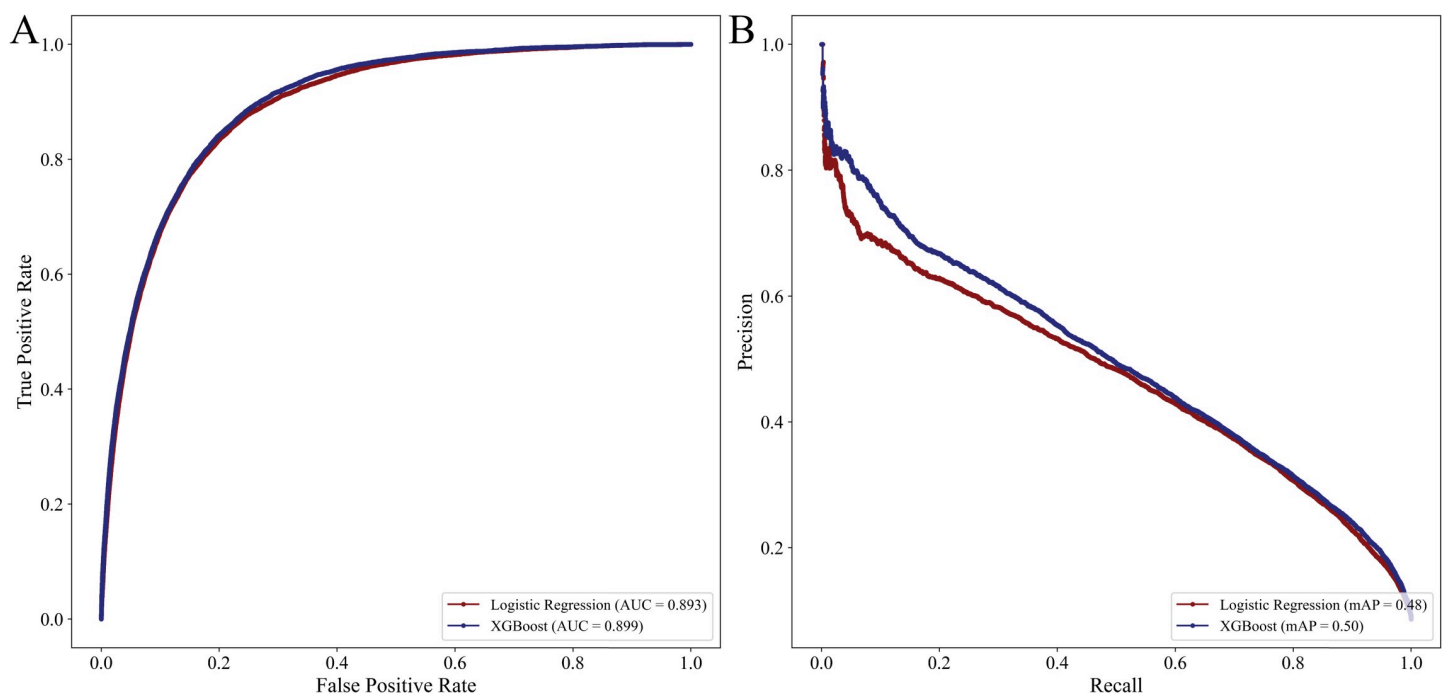 A
1.0
0.8
0.6
0.4
0.2
0.0
True Positive Rate
0.0 0.2 0.4 0.6 0.8 1.0
False Positive Rate
Logistic Regression (AUC = 0.893)
XGBoost (AUC = 0.899)
B
1.0
0.8
0.6
0.4
0.2
Precision
0.0 0.2 0.4 0.6 0.8 1.0
Recall
Logistic Regression (mAP = 0.48)
XGBoost (mAP = 0.50)